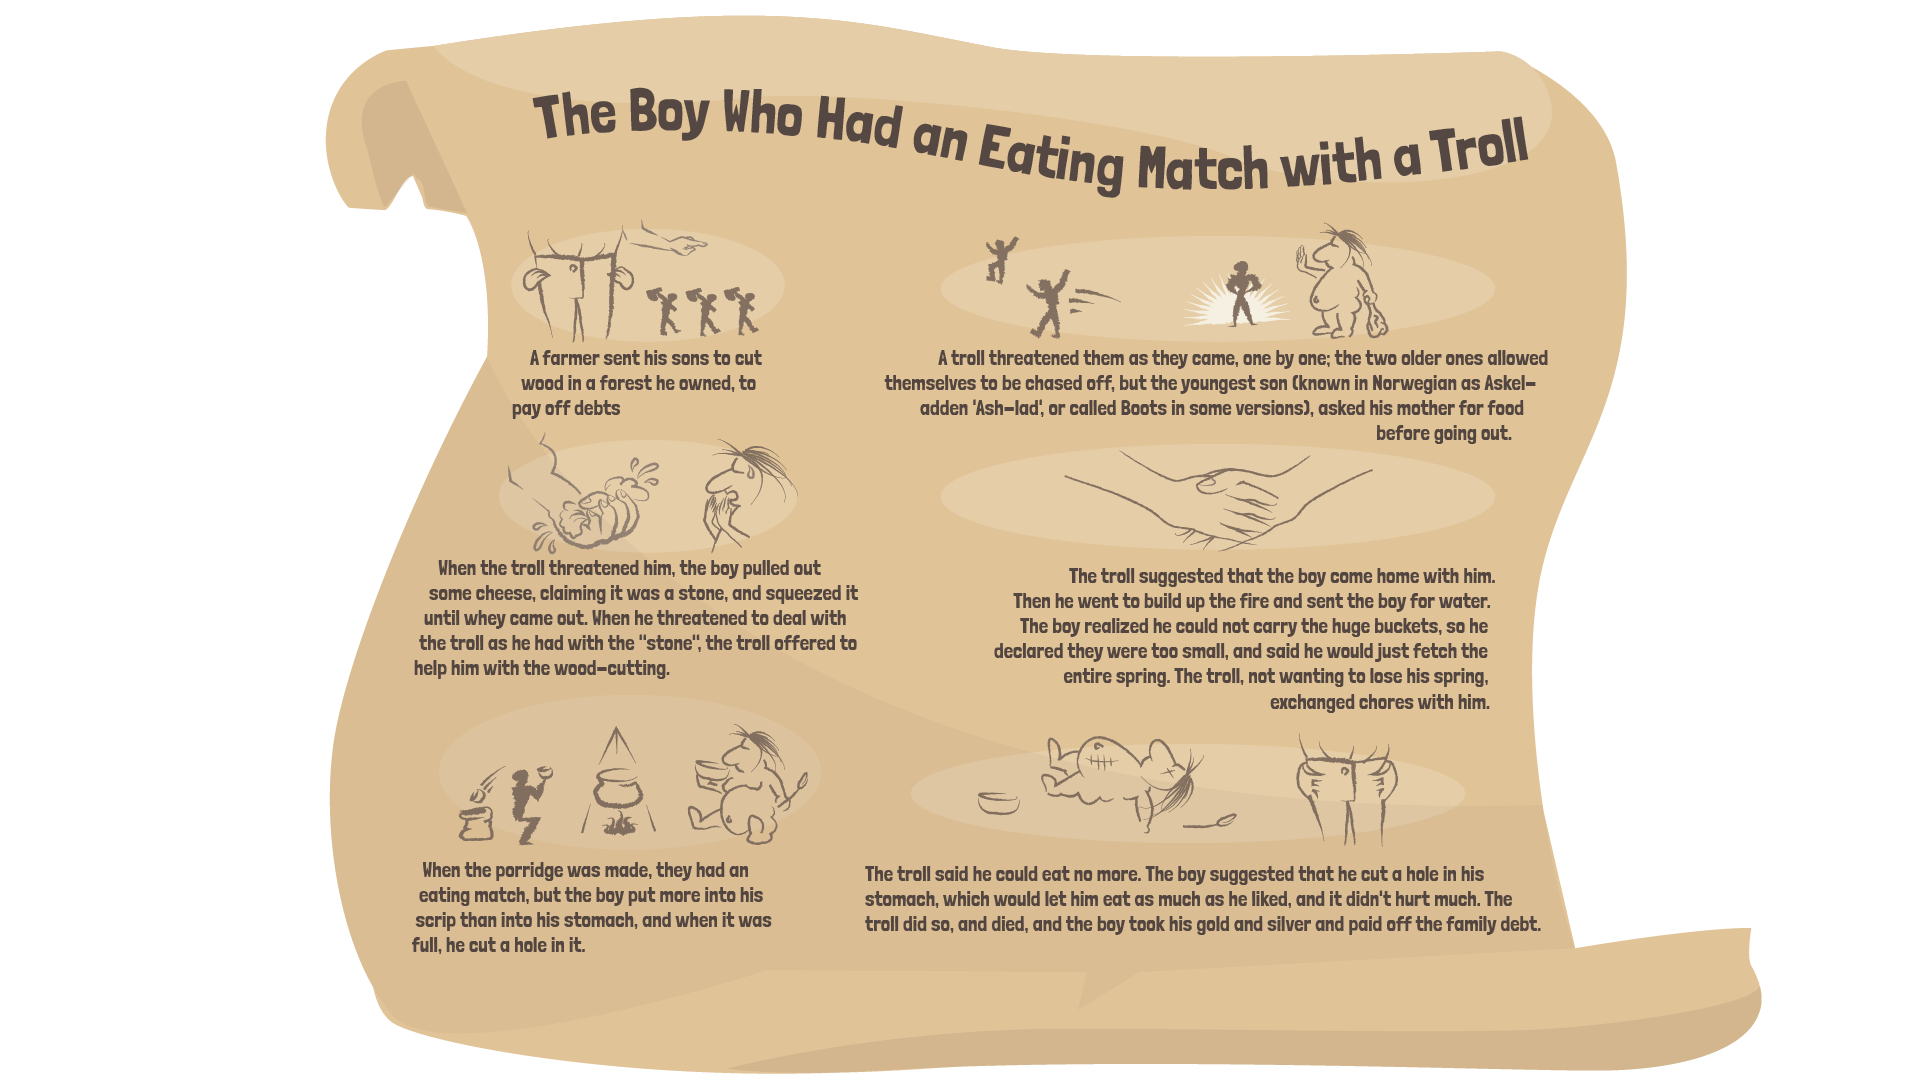 The Boy Who Had an Eating Match with a Troll
A farmer sent his sons to cut
wood in a forest he owned, to
pay off debts
A troll threatened them as they came, one by one; the two older ones allowed
themselves to be chased off, but the youngest son (known in Norwegian as Askel-
adden 'Ash-lad', or called Boots in some versions), asked his mother for food
before going out.
When the troll threatened him, the boy pulled out
some cheese, claiming it was a stone, and squeezed it
until whey came out. When he threatened to deal with
the troll as he had with the "stone", the troll offered to
help him with the wood-cutting.
The troll suggested that the boy come home with him.
Then he went to build up the fire and sent the boy for water.
The boy realized he could not carry the huge buckets, so he
declared they were too small, and said he would just fetch the
entire spring. The troll, not wanting to lose his spring,
exchanged chores with him.
When the porridge was made, they had an
eating match, but the boy put more into his
scrip than into his stomach, and when it was
full, he cut a hole in it.
The troll said he could eat no more. The boy suggested that he cut a hole in his
stomach, which would let him eat as much as he liked, and it didn't hurt much. The
troll did so, and died, and the boy took his gold and silver and paid off the family debt.